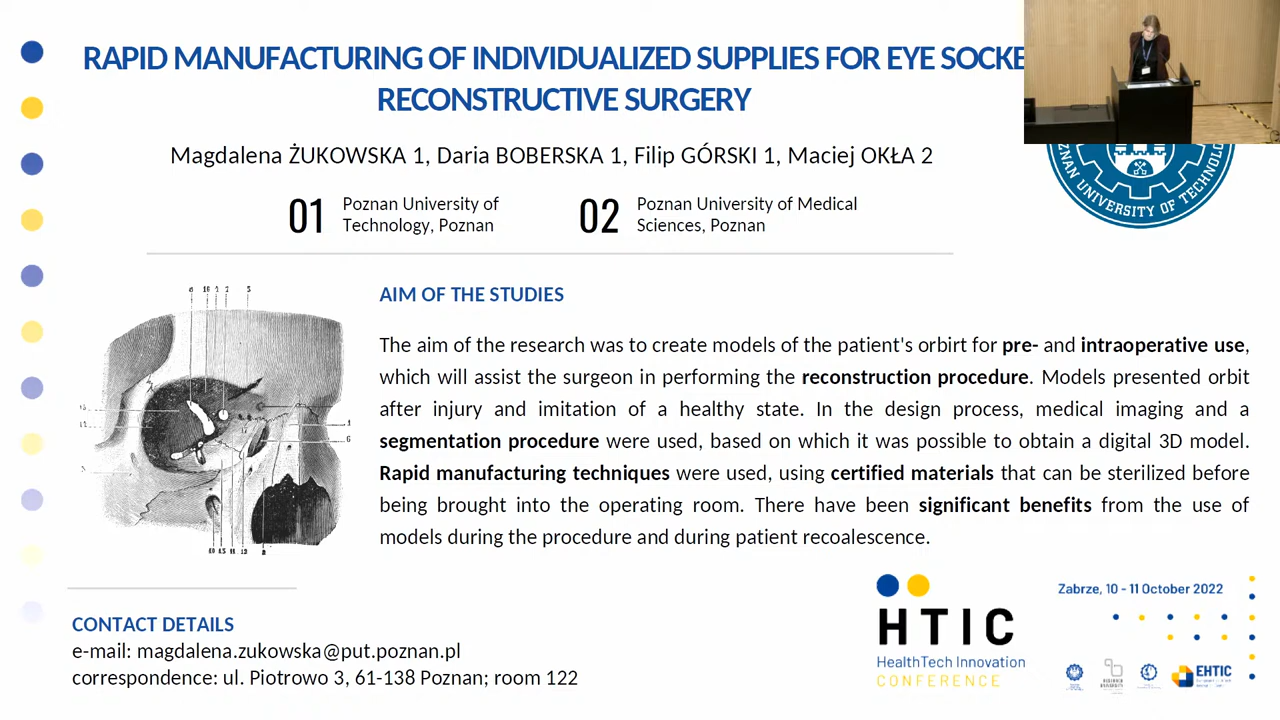 RAPID MANUFACTURING OF INDIVIDUALIZED SUPPLIES FOR EYE SOCKE
RECONSTRUCTIVE SURGERY
Magdalena ŻUKOWSKA 1, Daria BOBERSKA 1, Filip GÓRSKI 1, Maciej OKŁA 2
01
Poznan University of
Technology, Poznan
02
Poznan University of Medical
Sciences, Poznan
POZNAN UNIVERSITY OF TECHNOLOGY
AIM OF THE STUDIES
The aim of the research was to create models of the patient's orbirt for pre- and intraoperative use,
which will assist the surgeon in performing the reconstruction procedure. Models presented orbit
after injury and imitation of a healthy state. In the design process, medical imaging and a
segmentation procedure were used, based on which it was possible to obtain a digital 3D model.
Rapid manufacturing techniques were used, using certified materials that can be sterilized before
being brought into the operating room. There have been significant benefits from the use of
models during the procedure and during patient recoalescence.
CONTACT DETAILS
e-mail: magdalena.zukowska@put.poznan.pl
correspondence: ul. Piotrowo 3, 61-138 Poznan; room 122
HTIC
HealthTech Innovation
CONFERENCE
Zabrze, 10 - 11 October 2022
EHTIC